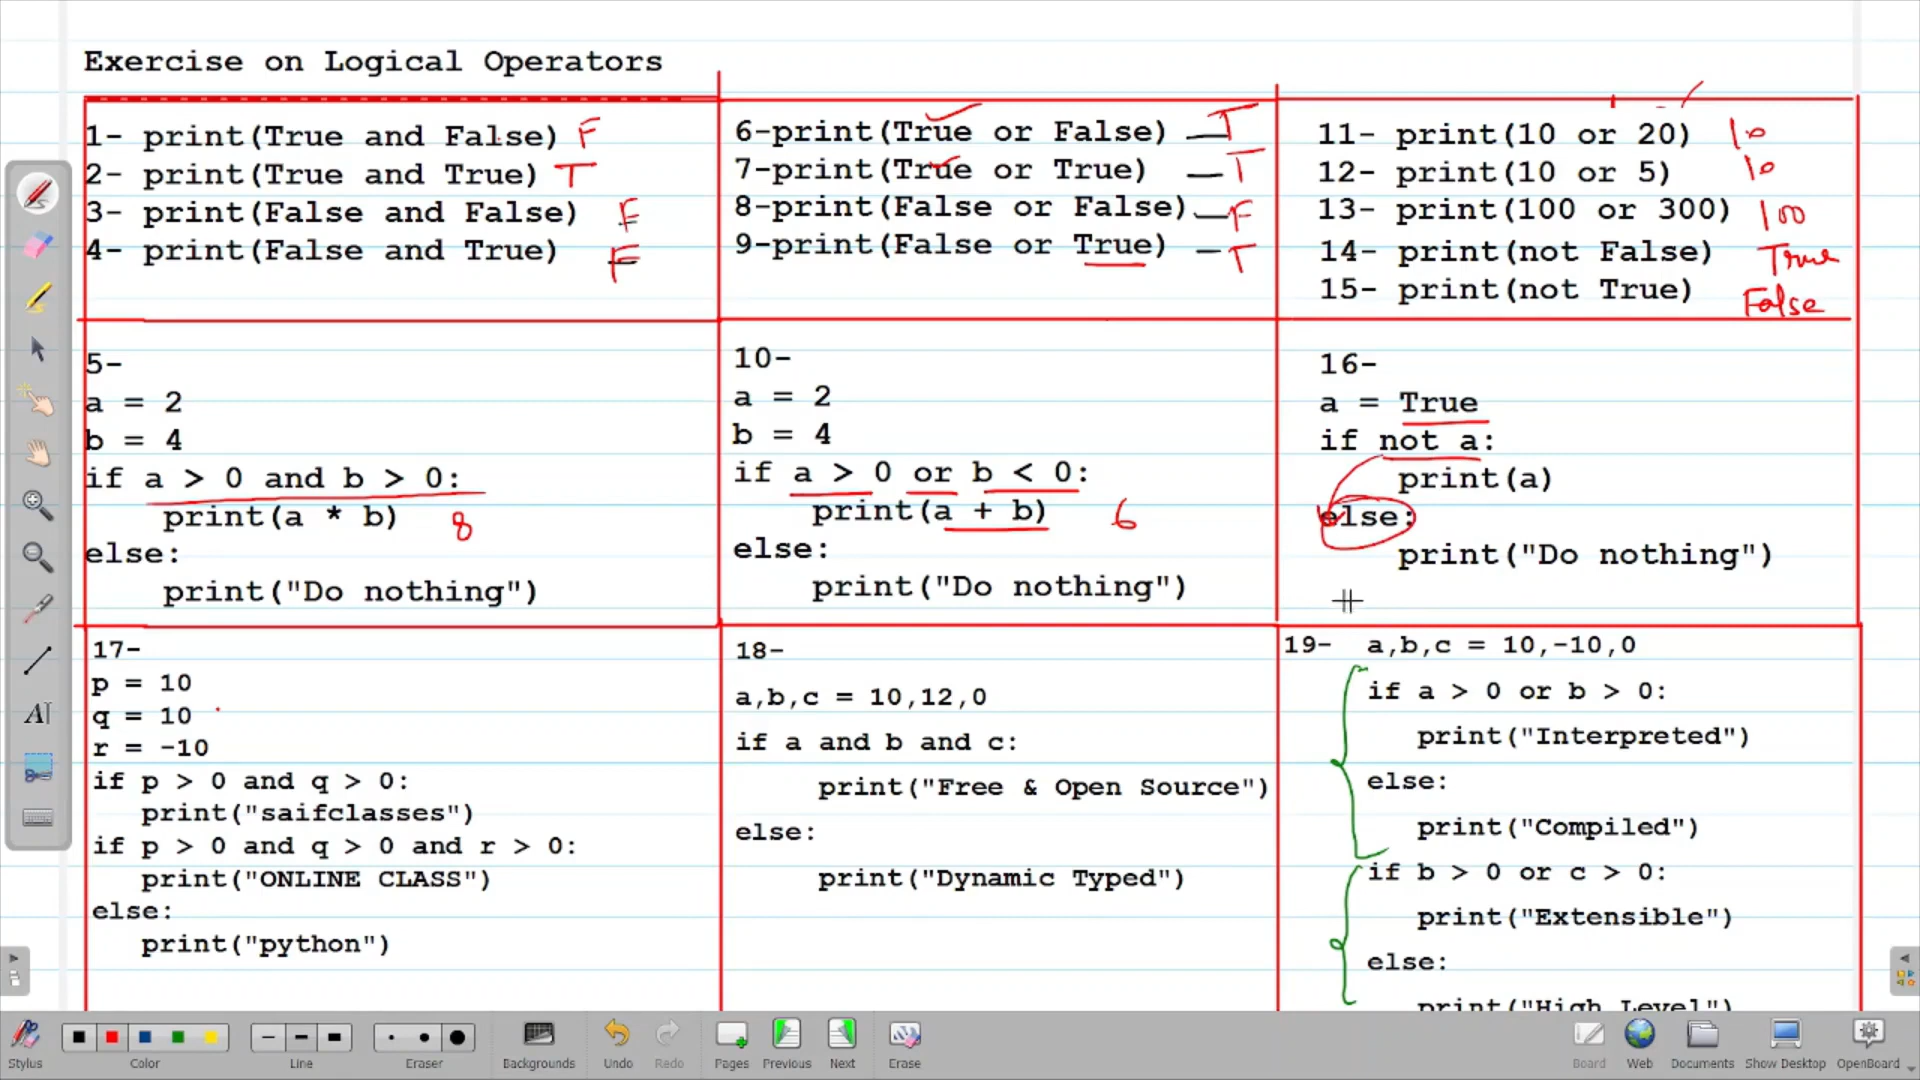 Exercise on Logical Operators
1- print(True and False) F
2- print(True and True) T
3- print(False and False) F
4- print(False and True) F
6-print(True or False) T
7-print(True or True) T
8-print(False or False) F
9-print(False or True) T
11- print(10 or 20) 10
12- print(10 or 5) 10
13- print(100 or 300) 100
14- print(not False) True
15- print(not True) False
5-
a = 2
b = 4
if a > 0 and b > 0:
print(a * b) 8
else:
print("Do nothing")
10-
a = 2
b = 4
if a > 0 or b < 0:
print(a + b) 6
else:
print("Do nothing")
16-
a = True
if not a:
print(a)
else:
print("Do nothing")
17-
p = 10
q = 10
r = -10
if p > 0 and q > 0:
print("saifclasses")
if p > 0 and q > 0 and r > 0:
print("ONLINE CLASS")
else:
print("python")
18-
a,b,c = 10,12,0
if a and b and c:
print("Free & Open Source")
else:
print("Dynamic Typed")
19- a,b,c = 10,-10,0
if a > 0 or b > 0:
print("Interpreted")
else:
print("Compiled")
if b > 0 or c > 0:
print("Extensible")
else:
print("High Level")
Stylus
Color
Line
Eraser
Backgrounds
Undo
Redo
Pages
Previous
Next
Erase
Board
Web
Documents
Show Desktop
OpenBoard